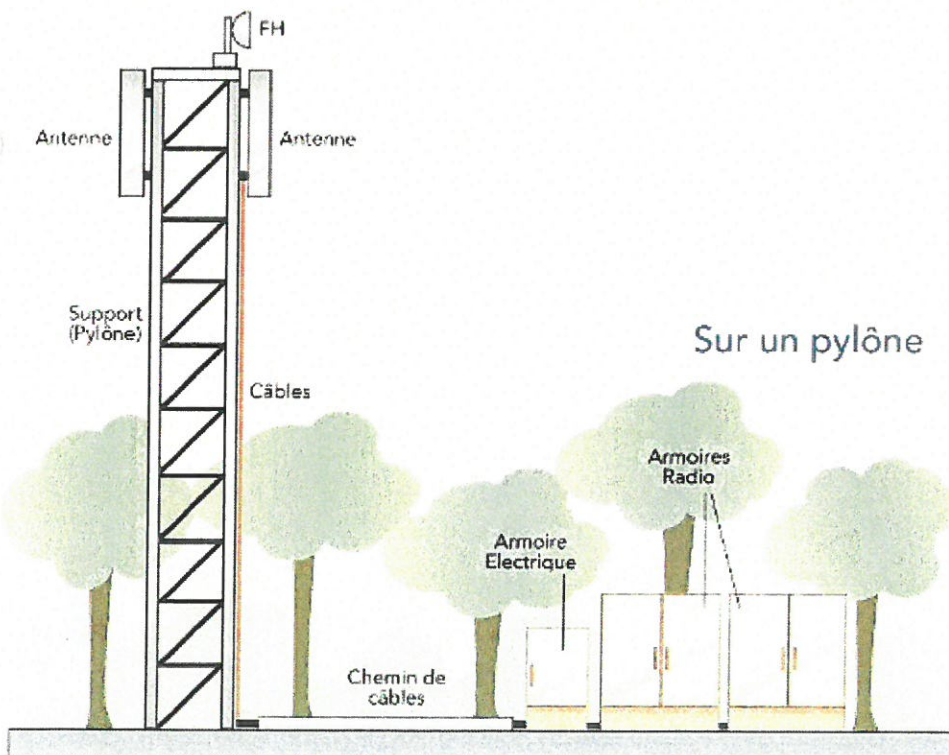 FH
Antenne
Antenne
Support
(Pylône)
Sur un pylône
Câbles
Armoires
Radio
Armoire
Electrique
Chemin de
câbles